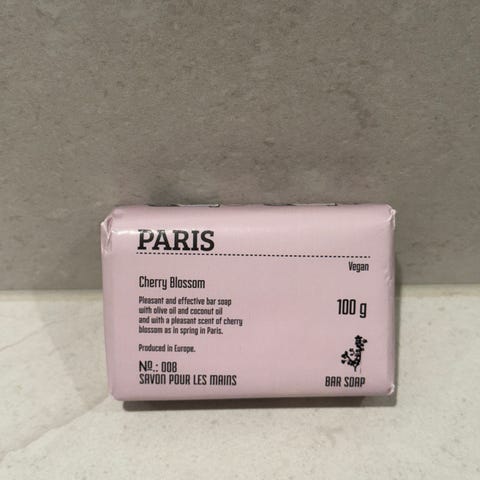 PARIS
Vegan
Cherry Blossom
Pleasant and effective bar soap
with olive oil and coconut oil
and with a pleasant scent of cherry
blossom as in spring in Paris.
100 g
Produced in Europe.
Nº.: 008
SAVON POUR LES MAINS
BAR SOAP